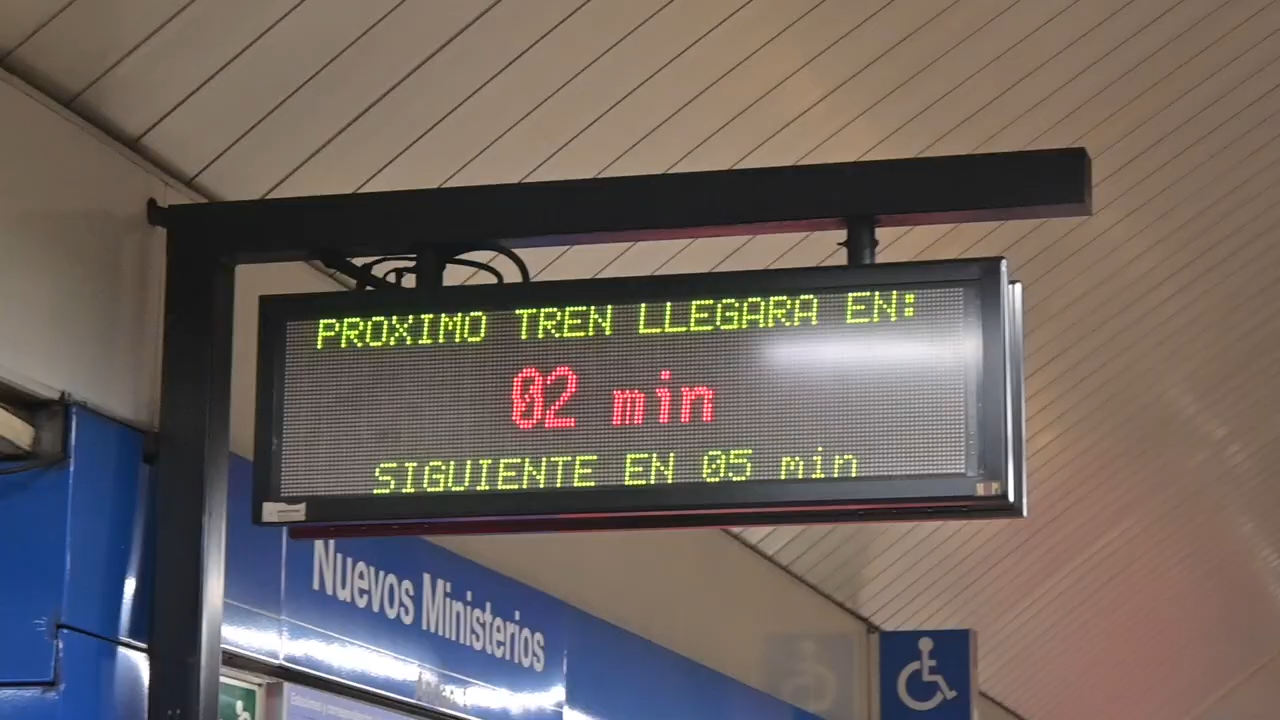 PROXIMO TREN LLEGARA EN:
02 min
SIGUIENTE EN 05 min
Nuevos Ministerios